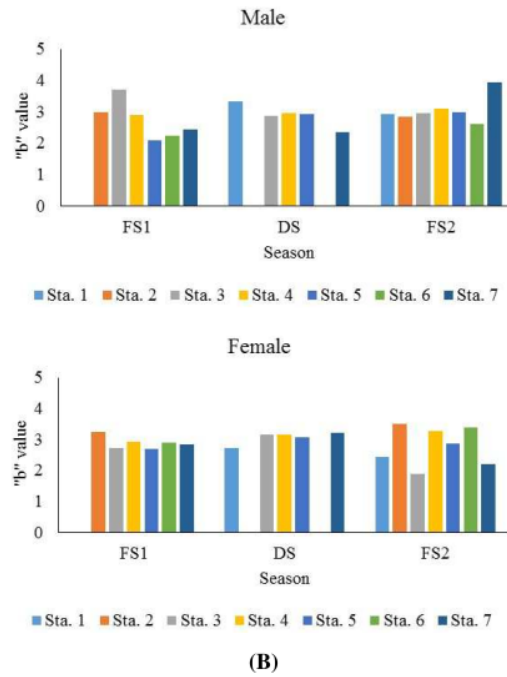 Male
5
4
3
2
1
0
"b" value
FS1 DS FS2
Season
Sta. 1 Sta. 2 Sta. 3 Sta. 4 Sta. 5 Sta. 6 Sta. 7
Female
5
4
3
2
1
0
"b" value
FS1 DS FS2
Season
Sta. 1 Sta. 2 Sta. 3 Sta. 4 Sta. 5 Sta. 6 Sta. 7
(B)